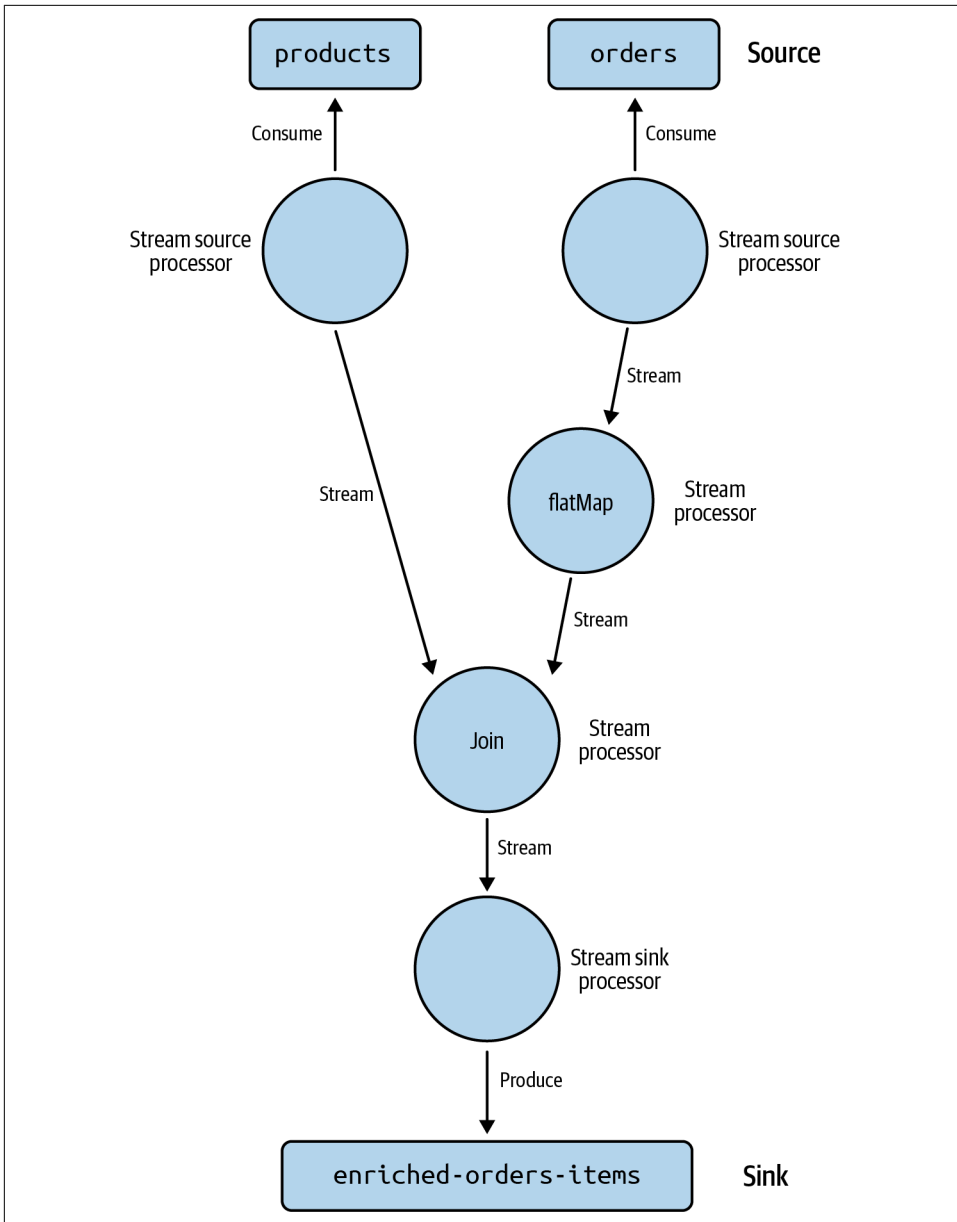 products
orders
Source
Consume
Consume
Stream source
processor
Stream source
processor
Stream
flatMap
Stream
processor
Stream
Stream
Join
Stream
processor
Stream
Stream sink
processor
Produce
enriched-orders-items
Sink